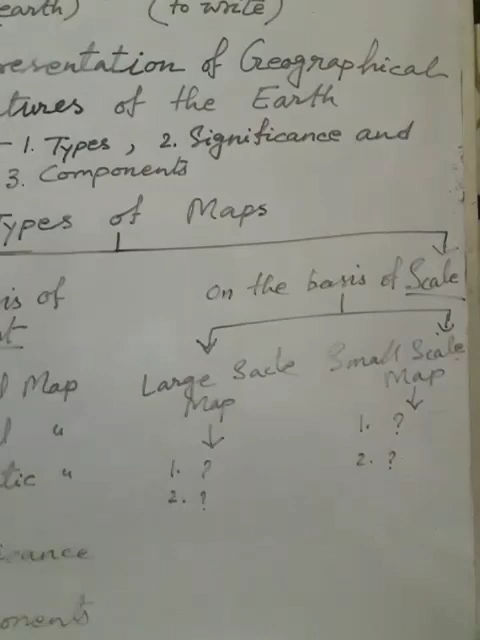 earth) (to write)
resentation of Geographical
tures of the Earth
- 1. Types, 2. Significance and
3. Components
Types of Maps
is of on the basis of Scale
Large Sacle Small Scale
Map Map Map
"
1. ? 1. ?
tic " 2. ?
2. ?
icance
onents